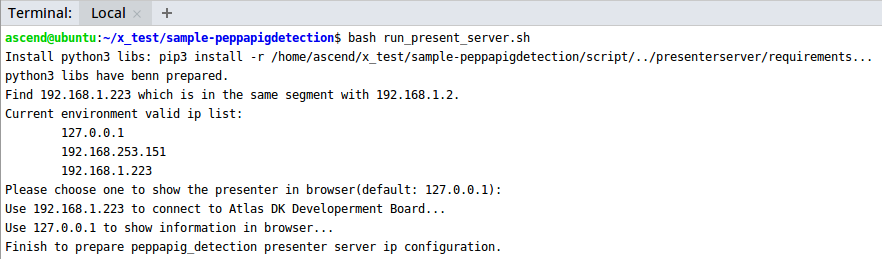 Terminal: Local × +
ascend@ubuntu:~/x_test/sample-peppapigdetection$ bash run_present_server.sh
Install python3 libs: pip3 install -r /home/ascend/x_test/sample-peppapigdetection/script/../presenterserver/requirements...
python3 libs have benn prepared.
Find 192.168.1.223 which is in the same segment with 192.168.1.2.
Current environment valid ip list:
127.0.0.1
192.168.253.151
192.168.1.223
Please choose one to show the presenter in browser(default: 127.0.0.1):
Use 192.168.1.223 to connect to Atlas DK Developerment Board...
Use 127.0.0.1 to show information in browser...
Finish to prepare peppapig_detection presenter server ip configuration.